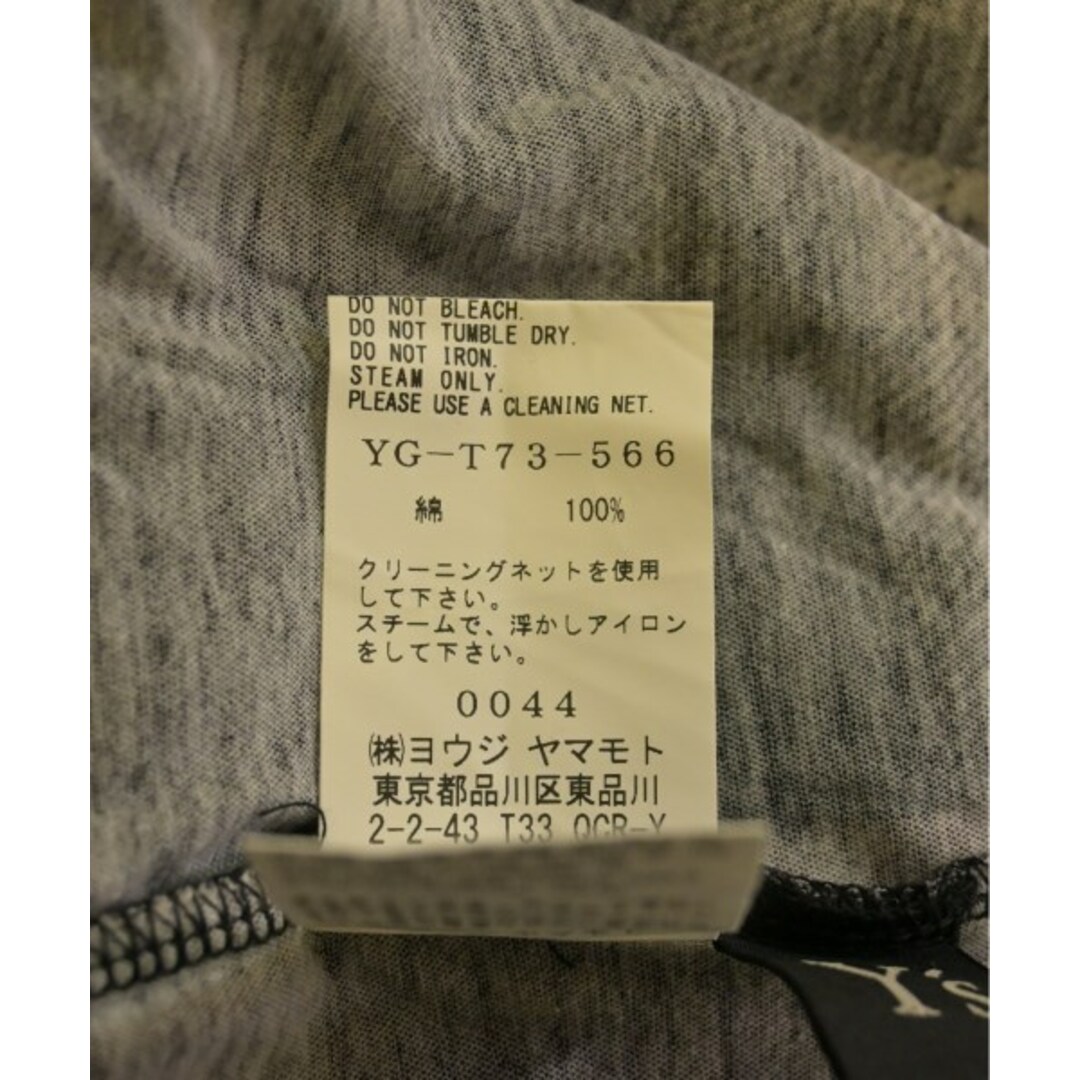 DO NOT BLEACH.
DO NOT TUMBLE DRY.
DO NOT IRON.
STEAM ONLY.
PLEASE USE A CLEANING NET.
YG-T73-566
綿 100%
クリーニングネットを使用
して下さい。
スチームで、浮かしアイロン
をして下さい。
0044
㈱ヨウジ ヤマモト
東京都品川区東品川
2-2-43 T33 QCR-Y
Y's